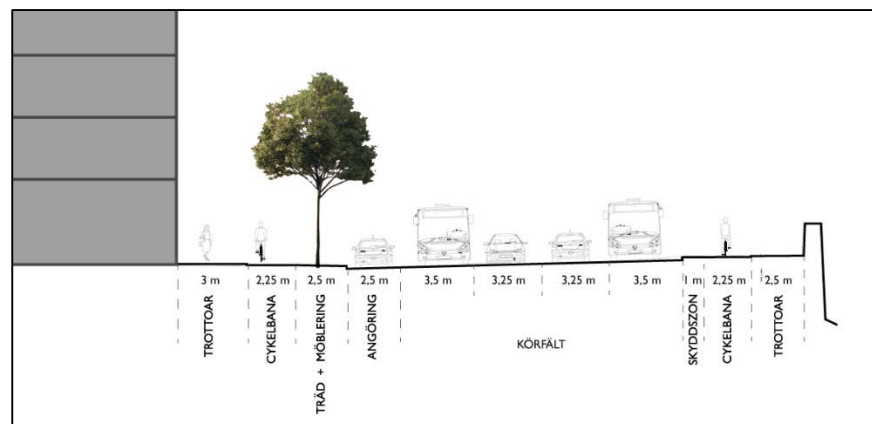 3 m 2,25 m 2,5 m 2,5 m 3,5 m 3,25 m 3,25 m 3,5 m 1 m 2,25 m 2,5 m
TROTTOAR
CYKELBANA
TRÄD + MÖBLERING
ANGÖRING
KÖRFÄLT
SKYDDSZON
CYKELBANA
TROTTOAR